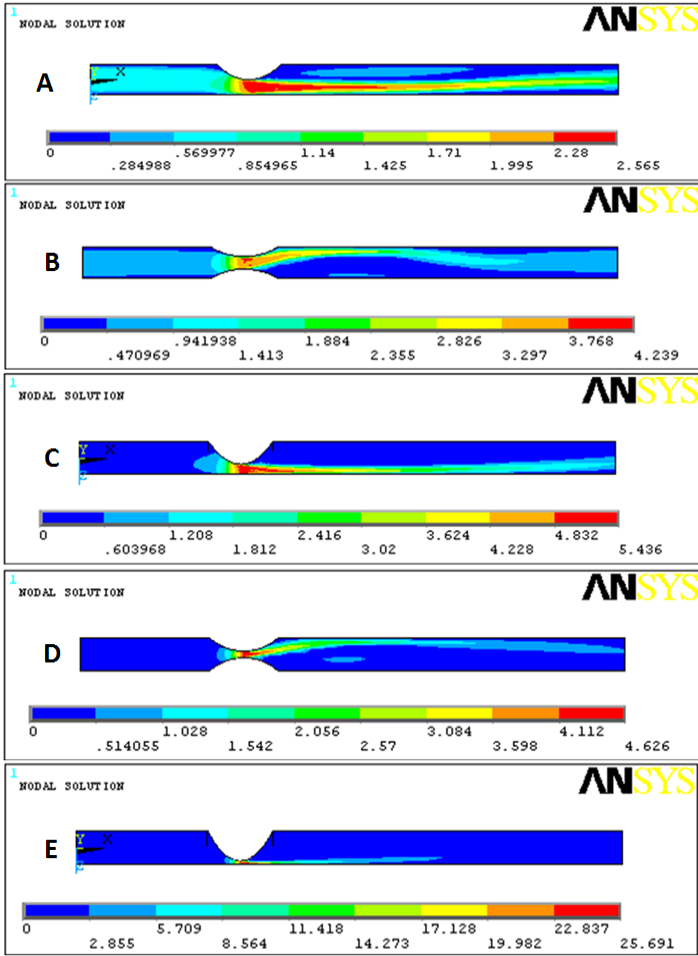 1
NODAL SOLUTION
ANSYS
A
Y
X
Z
0 .569977 1.14 1.71 2.28
.284988 .854965 1.425 1.995 2.565
1
NODAL SOLUTION
ANSYS
B
0 .941938 1.884 2.826 3.768
.470969 1.413 2.355 3.297 4.239
1
NODAL SOLUTION
ANSYS
C
Y
X
Z
0 1.208 2.416 3.624 4.832
.603968 1.812 3.02 4.228 5.436
1
NODAL SOLUTION
ANSYS
D
0 1.028 2.056 3.084 4.112
.514055 1.542 2.57 3.598 4.626
1
NODAL SOLUTION
ANSYS
E
Y
X
Z
0 5.709 11.418 17.128 22.837
2.855 8.564 14.273 19.982 25.691